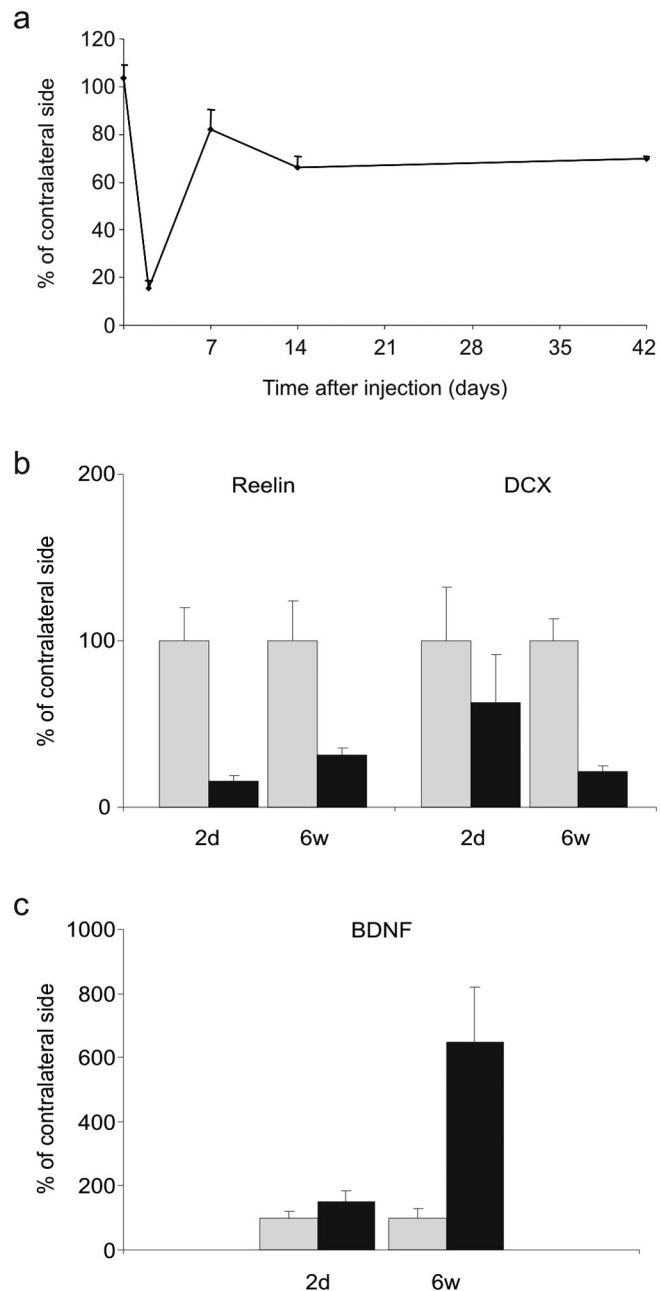 a
120
100
80
60
40
20
0
% of contralateral side
7 14 21 28 35 42
Time after injection (days)
b
200
100
0
% of contralateral side
Reelin DCX
2d 6w 2d 6w
c
1000
800
600
400
200
0
% of contralateral side
BDNF
2d 6w